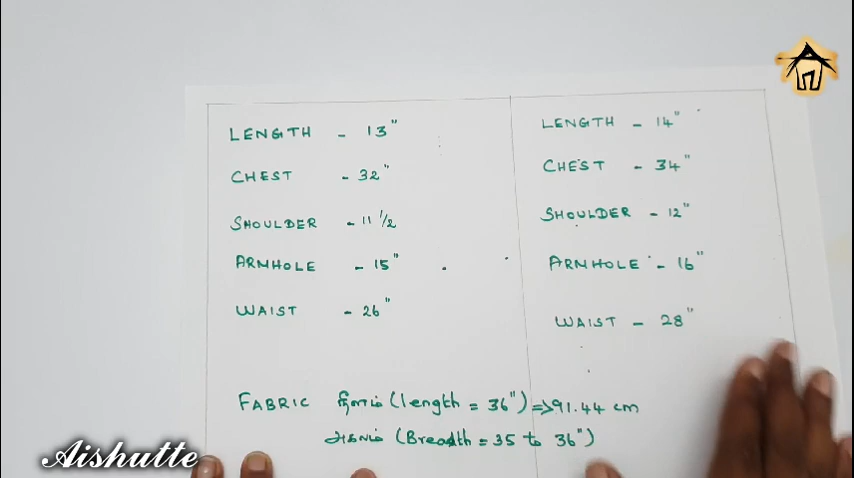 LENGTH - 13"
CHEST - 32"
SHOULDER - 11 1/2
ARMHOLE - 15"
WAIST - 26"
LENGTH - 14"
CHEST - 34"
SHOULDER - 12"
ARMHOLE - 16"
WAIST - 28"
FABRIC நீளம் (length = 36") => 91.44 cm
அகலம் (Breadth = 35 to 36")
Aishutte